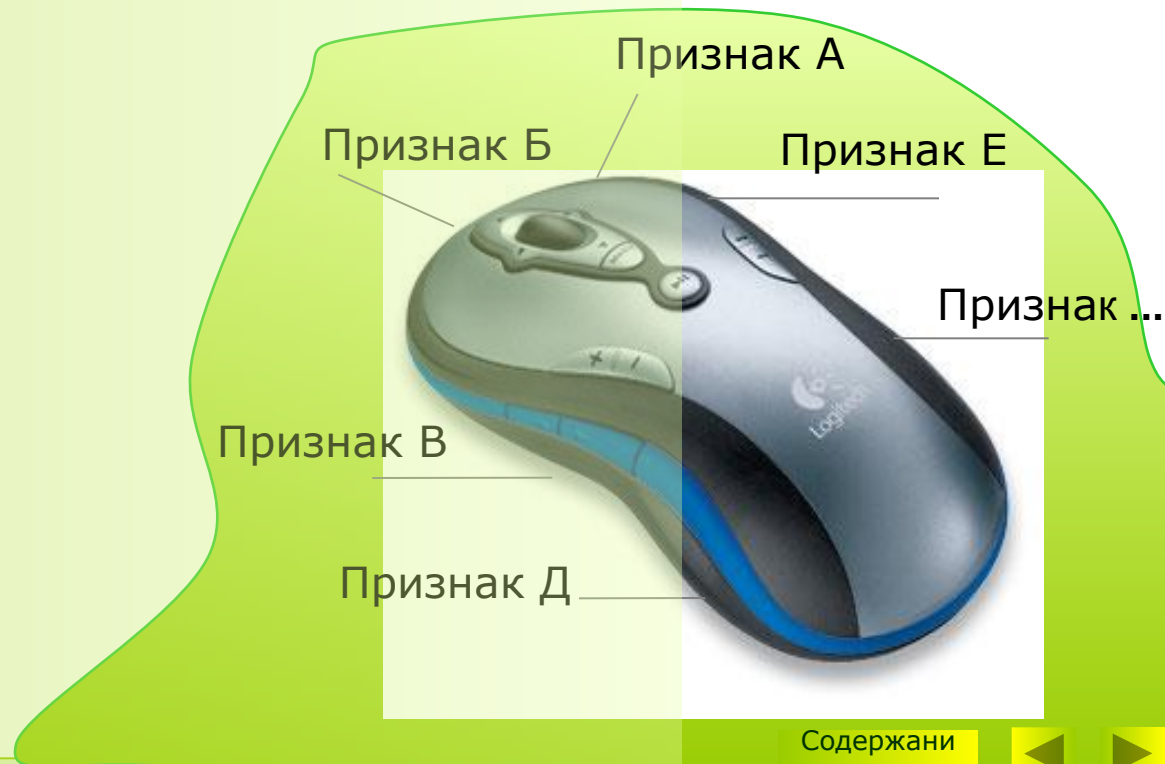 Признак А
Признак Б
Признак Е
Признак ...
+ -
Logitech
Признак В
Признак Д
Содержани